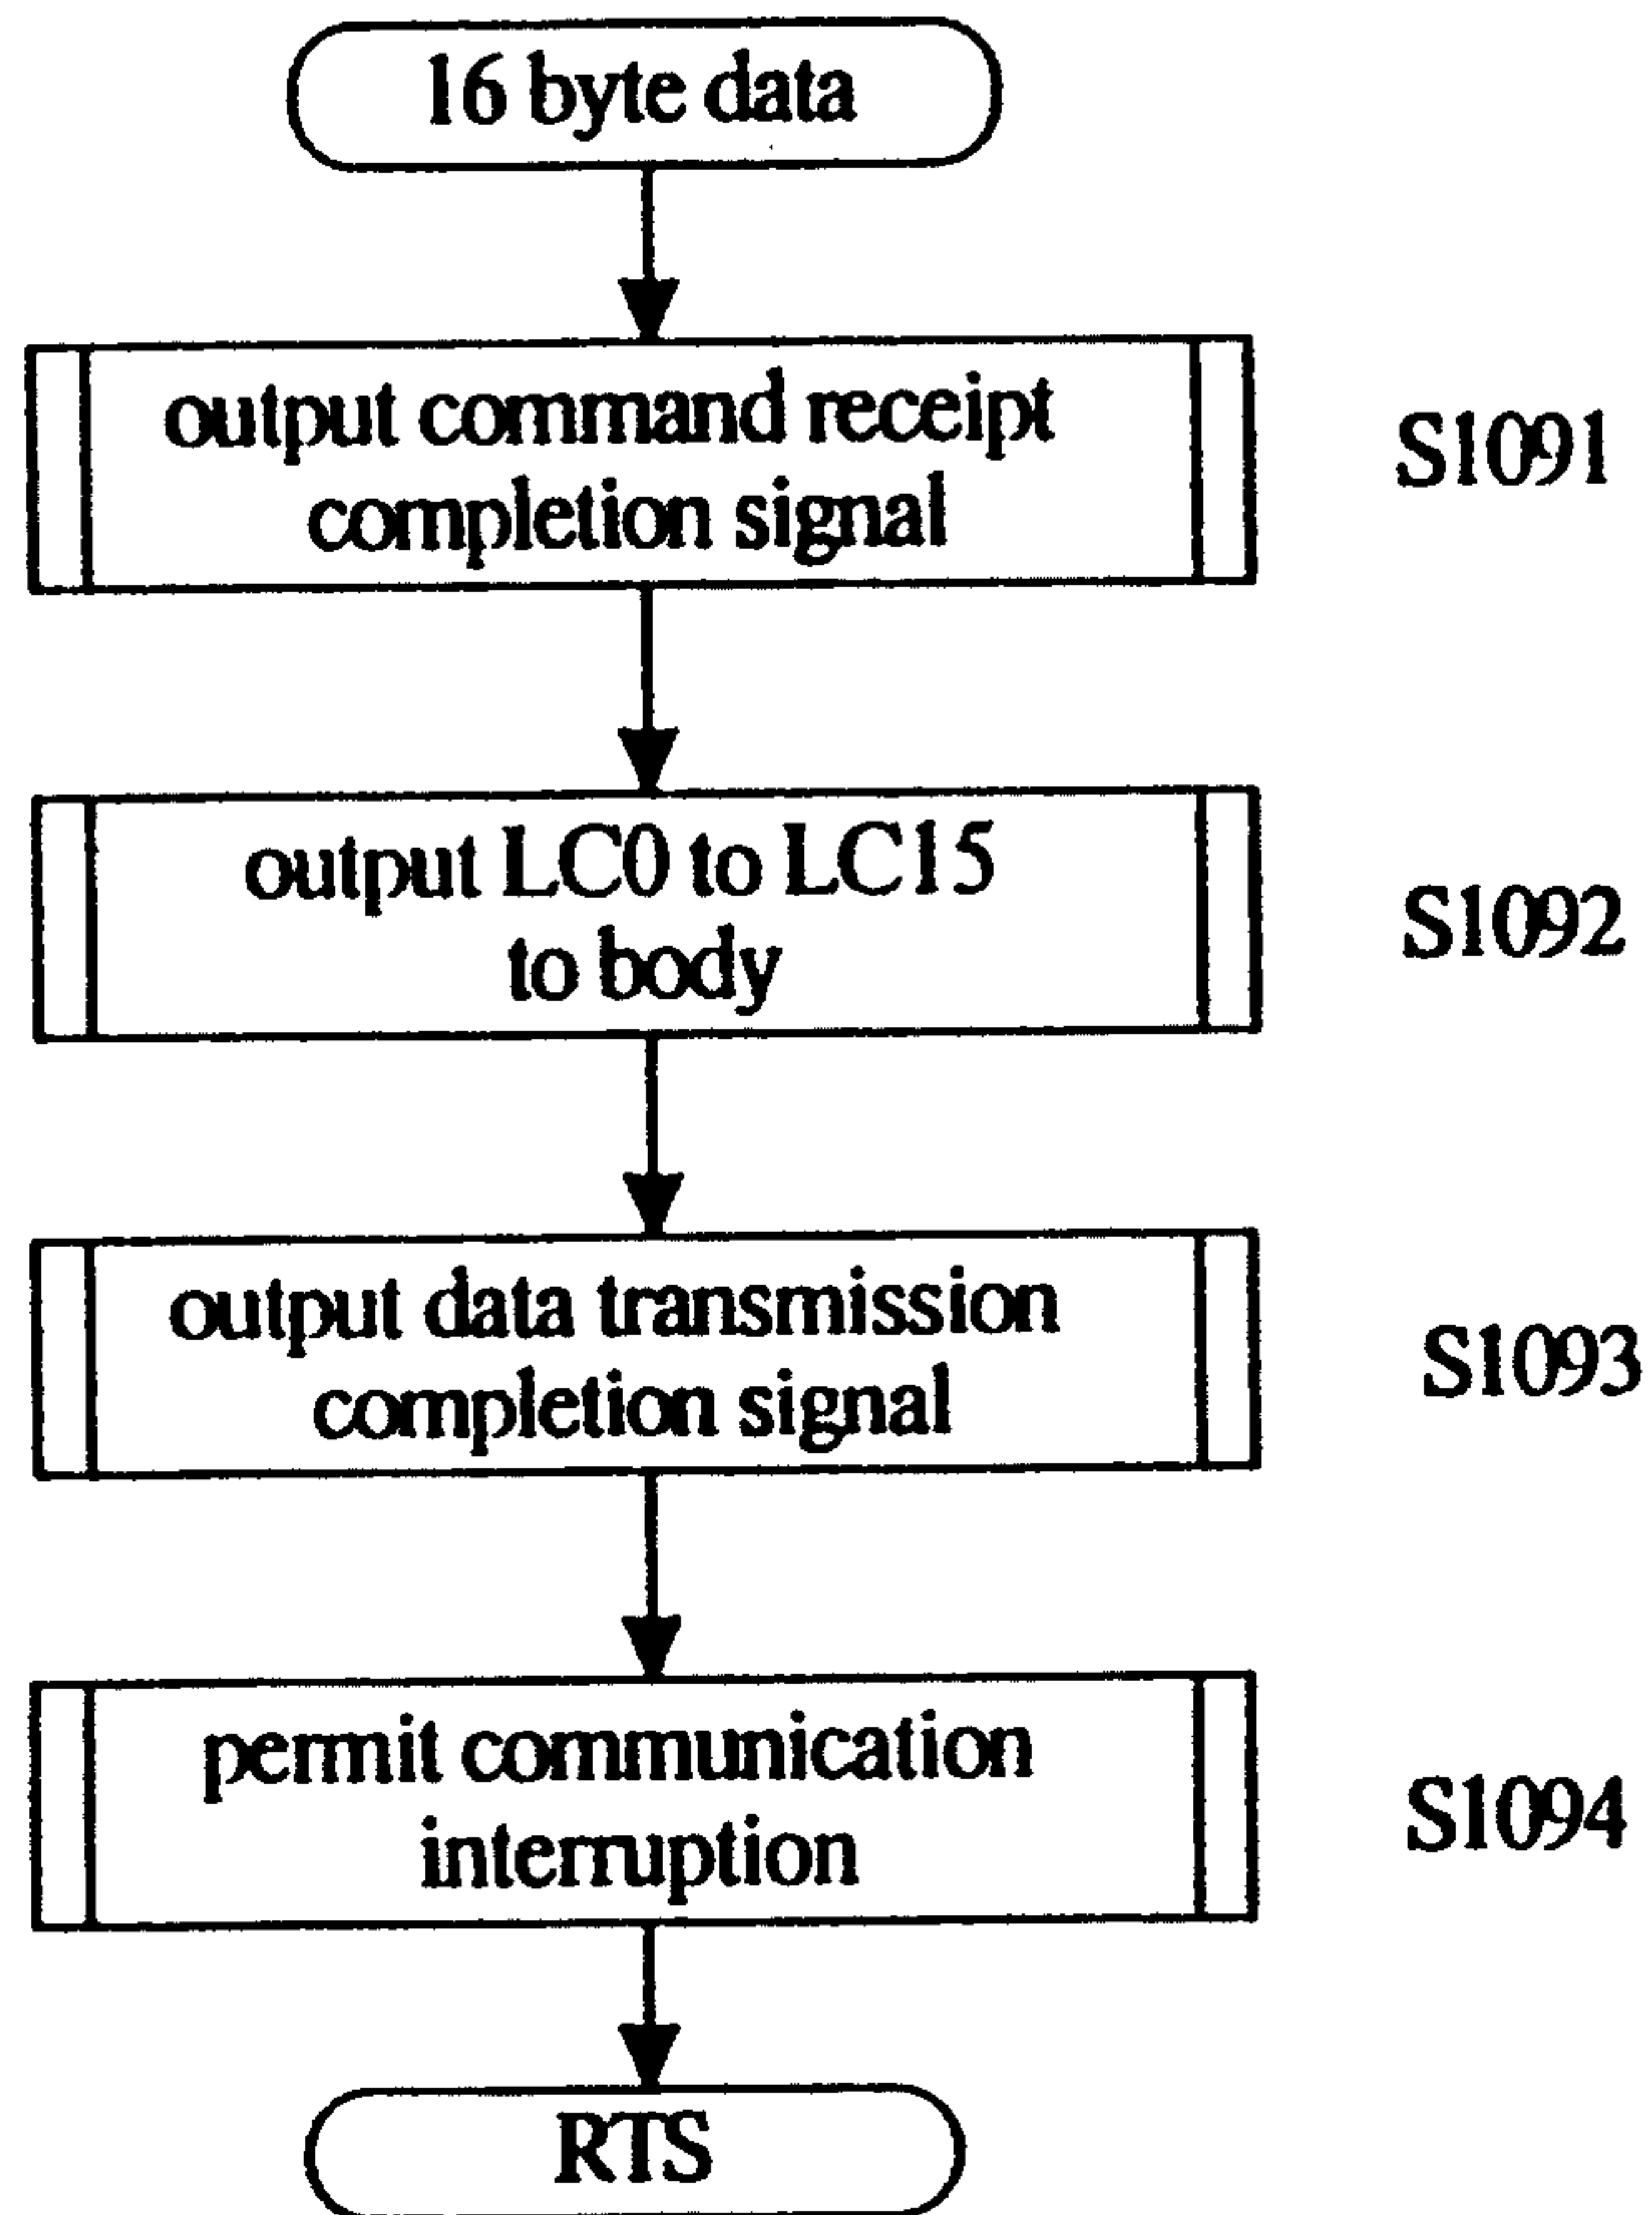 16 byte data
output command receipt
completion signal
S1091
output LC0 to LC15
to body
S1092
output data transmission
completion signal
S1093
permit communication
interruption
S1094
RTS